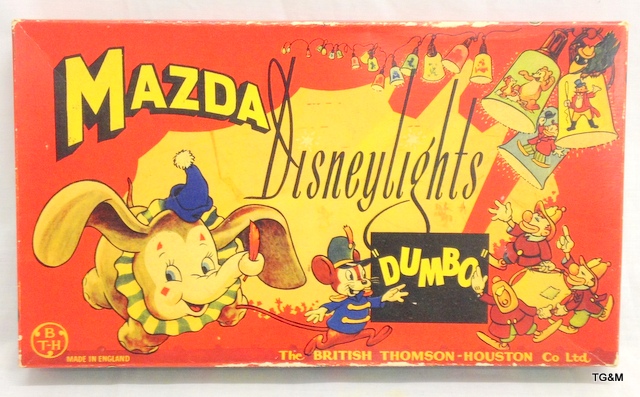 MAZDA
Disneylights
"DUMBO"
B
T-H
MADE IN ENGLAND
The BRITISH THOMSON-HOUSTON Co Ltd.
TG&M